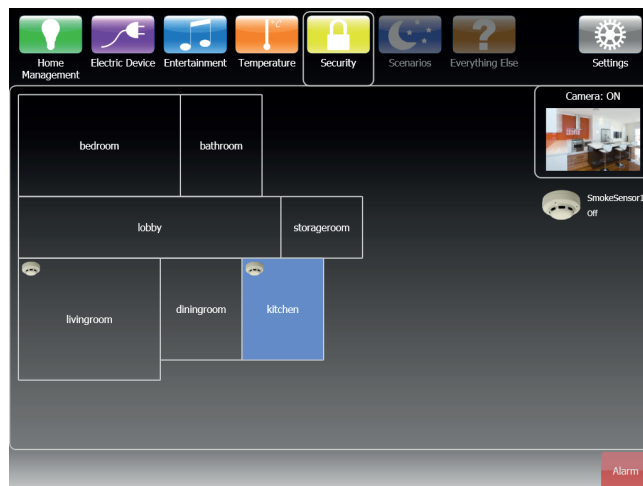 °C
?
Home
Management
Electric Device
Entertainment
Temperature
Security
Scenarios
Everything Else
Settings
Camera: ON
bedroom
bathroom
SmokeSensor1
Off
lobby
storageroom
livingroom
diningroom
kitchen
Alarm